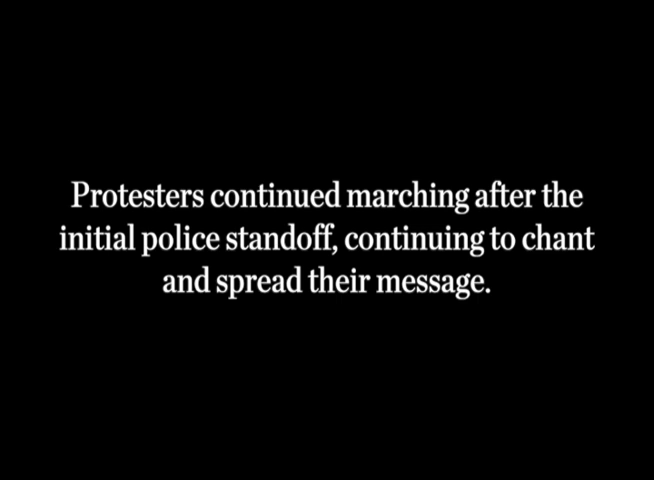 Protesters continued marching after the
initial police standoff, continuing to chant
and spread their message.